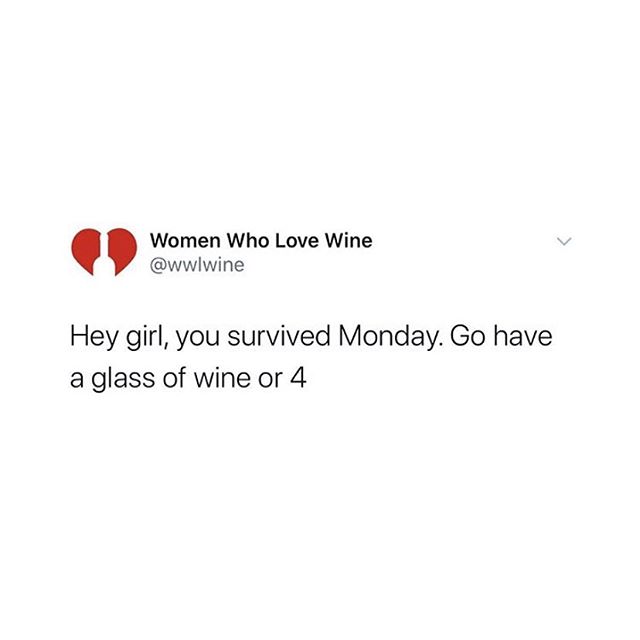 Women Who Love Wine
@wwlwine
Hey girl, you survived Monday. Go have
a glass of wine or 4